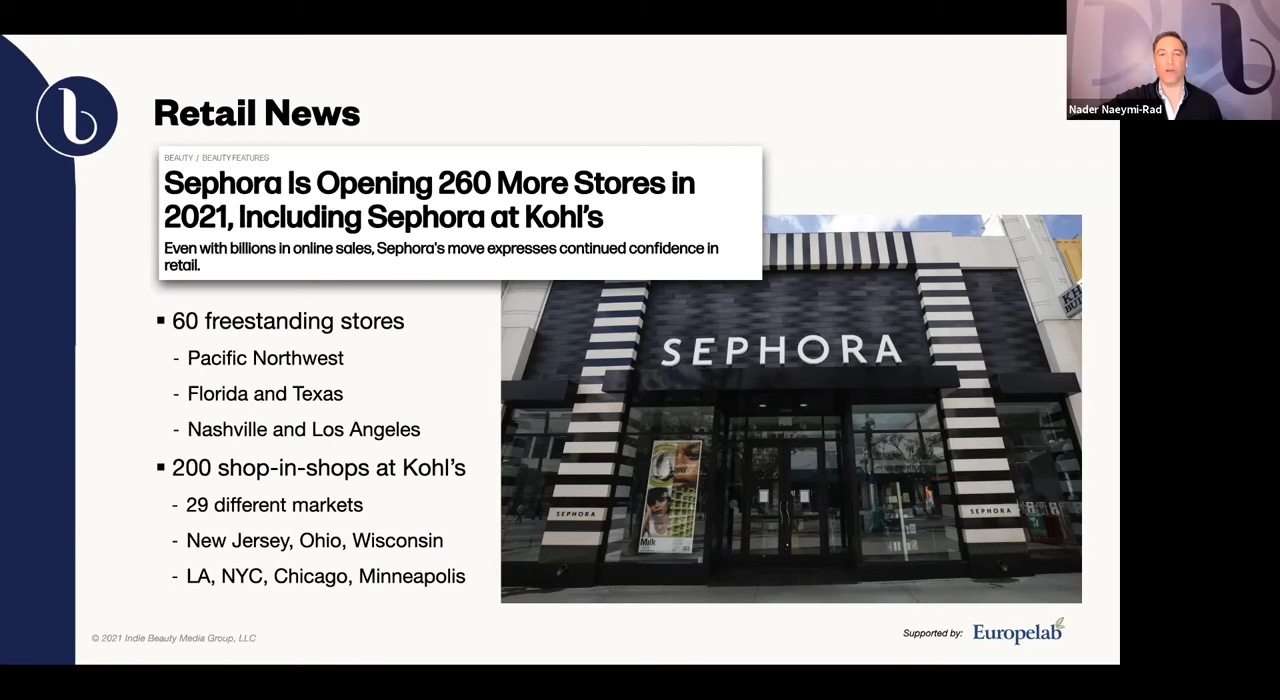 Nader Naeymi-Rad
b
Retail News
BEAUTY / BEAUTY FEATURES
Sephora Is Opening 260 More Stores in
2021, Including Sephora at Kohl's
Even with billions in online sales, Sephora's move expresses continued confidence in
retail.
▪ 60 freestanding stores
- Pacific Northwest
- Florida and Texas
- Nashville and Los Angeles
▪ 200 shop-in-shops at Kohl's
- 29 different markets
- New Jersey, Ohio, Wisconsin
- LA, NYC, Chicago, Minneapolis
SEPHORA
SEPHORA
SEPHORA
Milk
© 2021 Indie Beauty Media Group, LLC
Supported by: Europelab